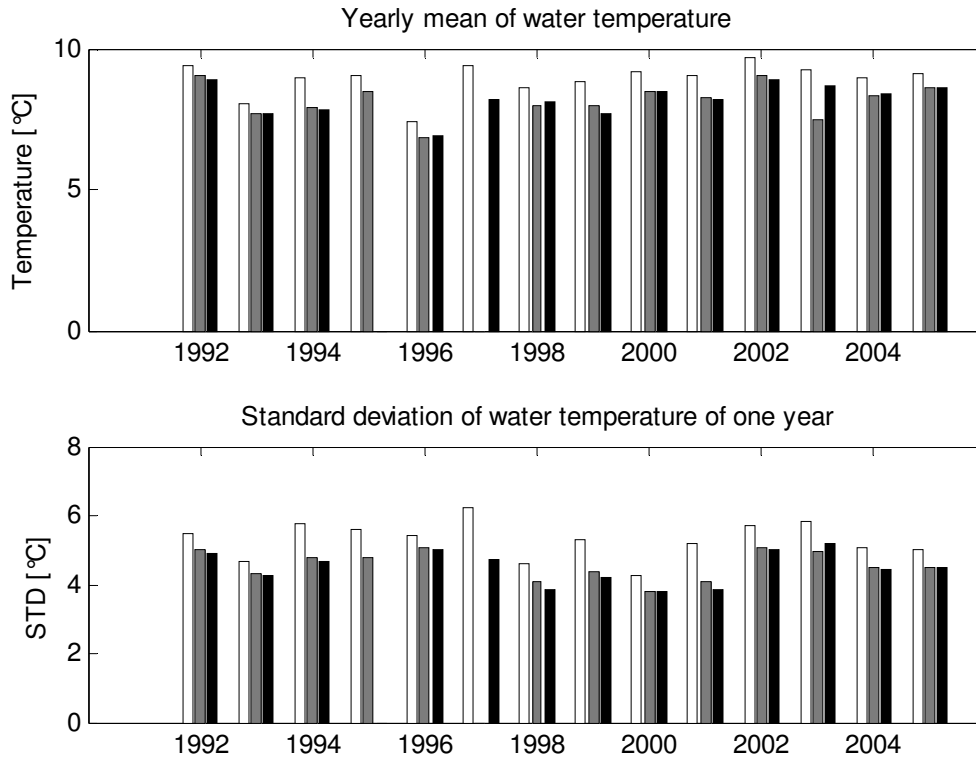 Yearly mean of water temperature
Temperature [°C]
10
5
0
1992 1994 1996 1998 2000 2002 2004
Standard deviation of water temperature of one year
STD [°C]
8
6
4
2
0
1992 1994 1996 1998 2000 2002 2004